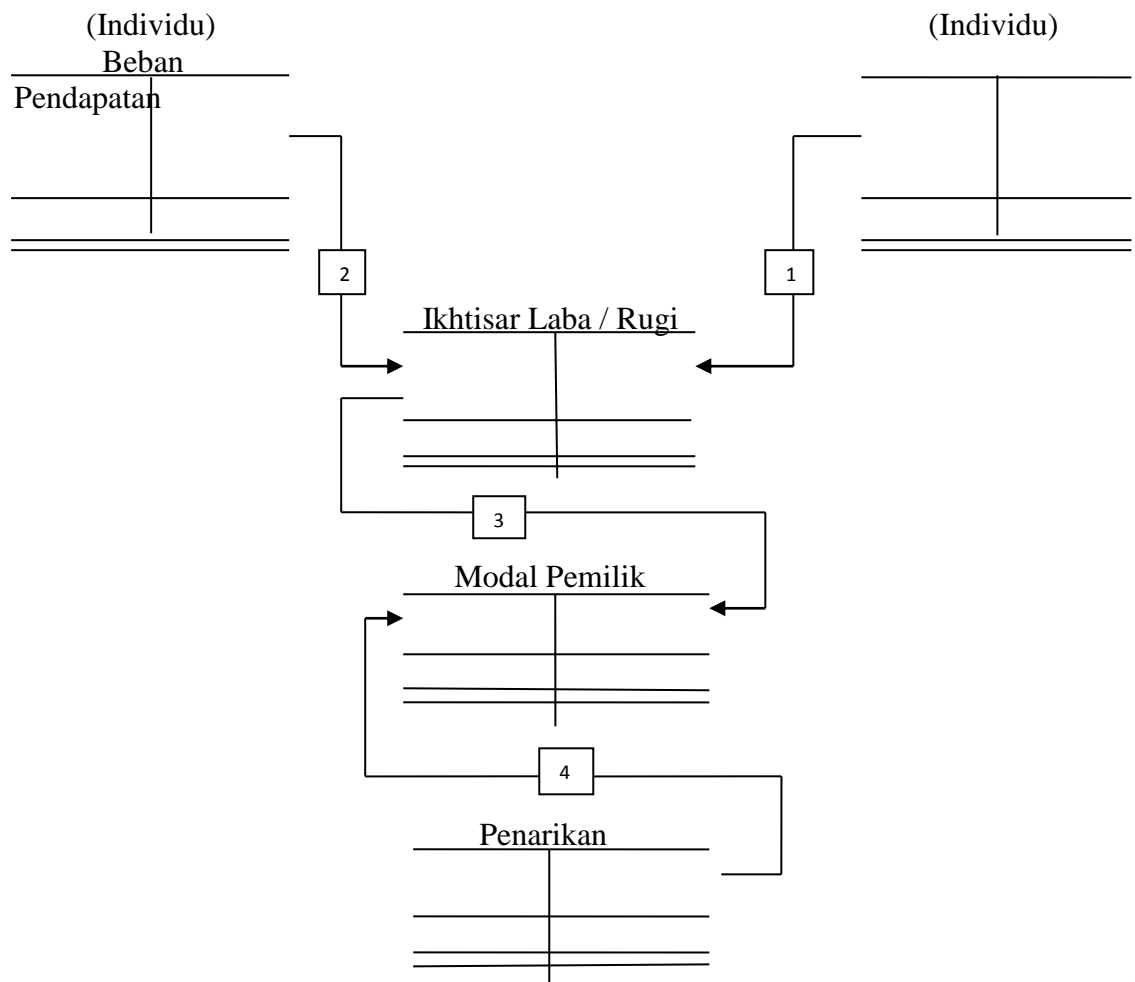 (Individu) (Individu)
Beban
Pendapatan
2 1
Ikhtisar Laba / Rugi
3
Modal Pemilik
4
Penarikan